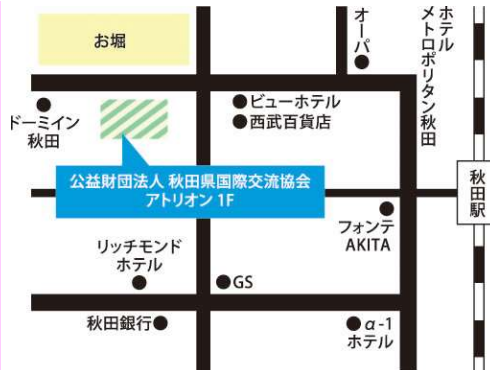 お堀
オーパ
ホテル
メトロポリタン秋田
ドーミイン
秋田
ビューホテル
西武百貨店
公益財団法人 秋田県国際交流協会
アトリオン 1F
秋田駅
フォンテ
AKITA
リッチモンド
ホテル
GS
秋田銀行
α-1
ホテル